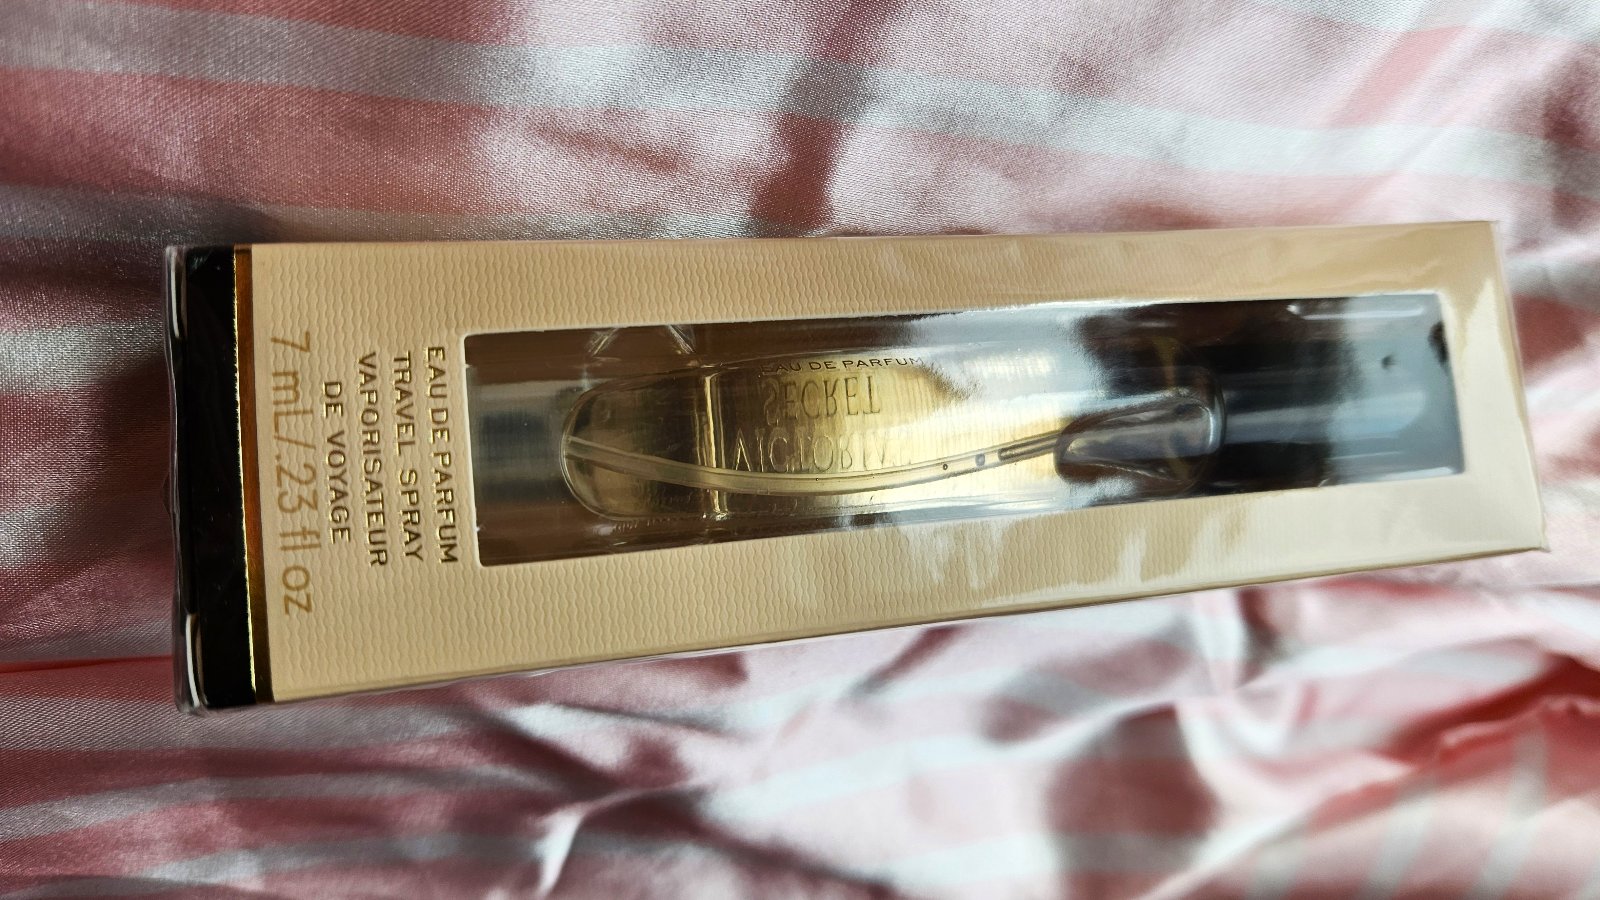 EAU DE PARFUM
VICTORIA'S
SECRET
EAU DE PARFUM
TRAVEL SPRAY
VAPORISATEUR
DE VOYAGE
7 mL/.23 fl oz